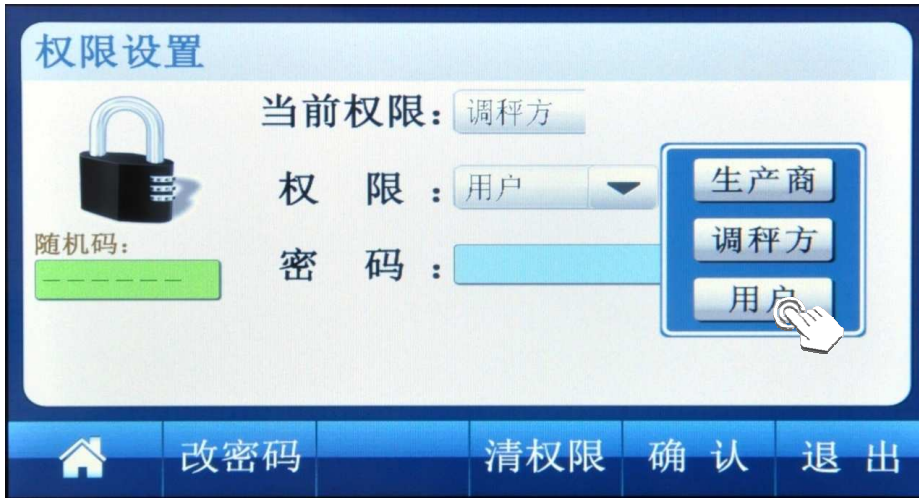 权限设置
当前权限：调秤方
权 限：用户
密 码：
随机码：
------
生产商
调秤方
用户
改密码 清权限 确 认 退 出